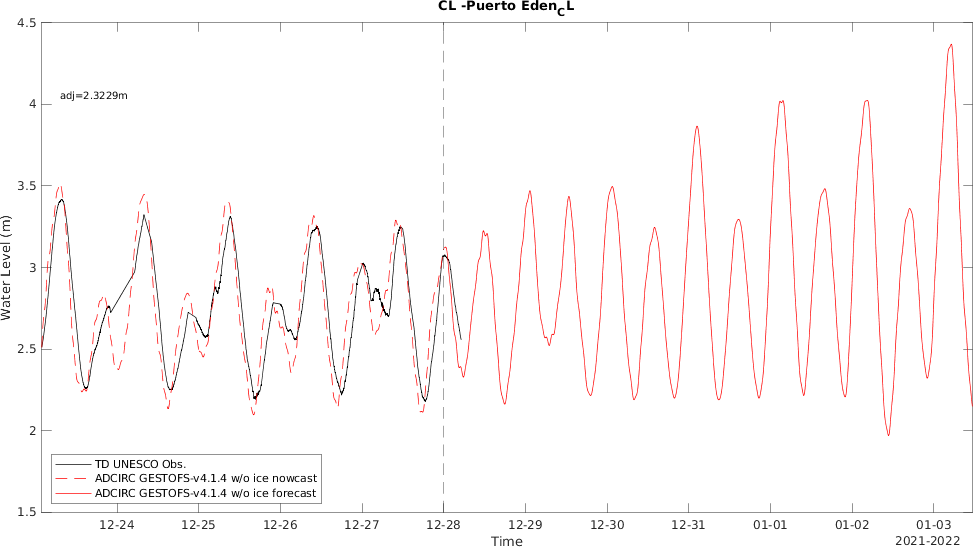 CL -Puerto Eden_CL
4.5
adj=2.3229m
4
3.5
3
2.5
2
1.5
Water Level (m)
TD UNESCO Obs.
ADCIRC GESTOFS-v4.1.4 w/o ice nowcast
ADCIRC GESTOFS-v4.1.4 w/o ice forecast
12-24 12-25 12-26 12-27 12-28 12-29 12-30 12-31 01-01 01-02 01-03
Time
2021-2022